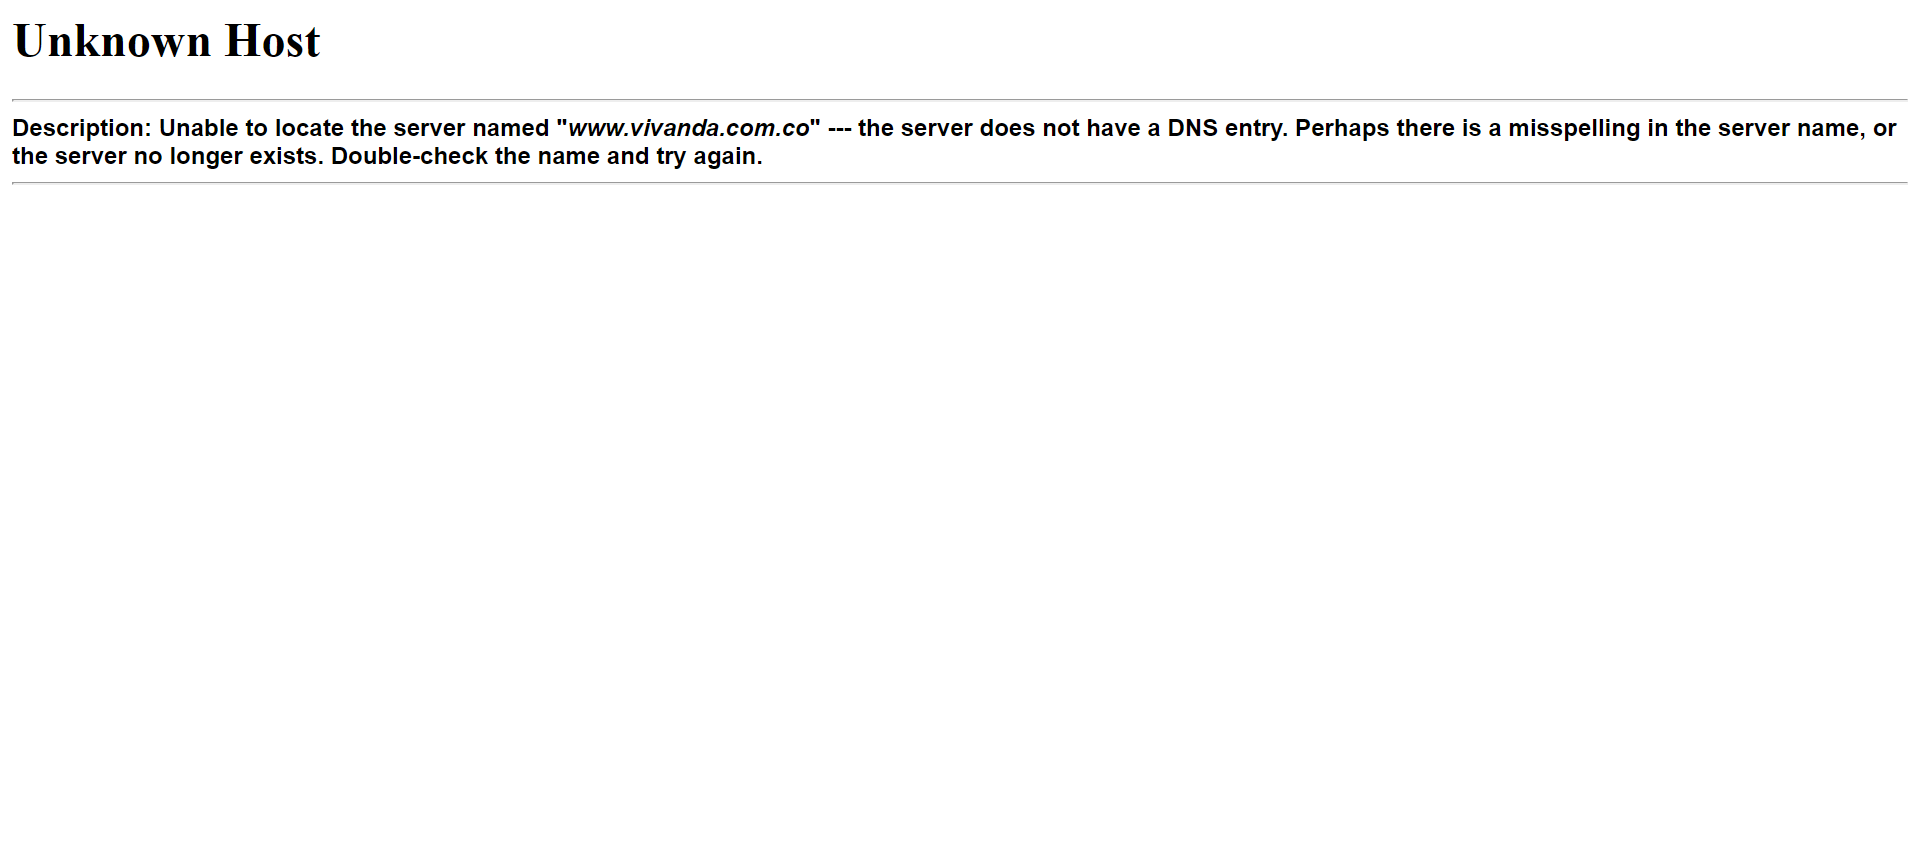 Unknown Host
Description: Unable to locate the server named "www.vivanda.com.co" --- the server does not have a DNS entry. Perhaps there is a misspelling in the server name, or
the server no longer exists. Double-check the name and try again.